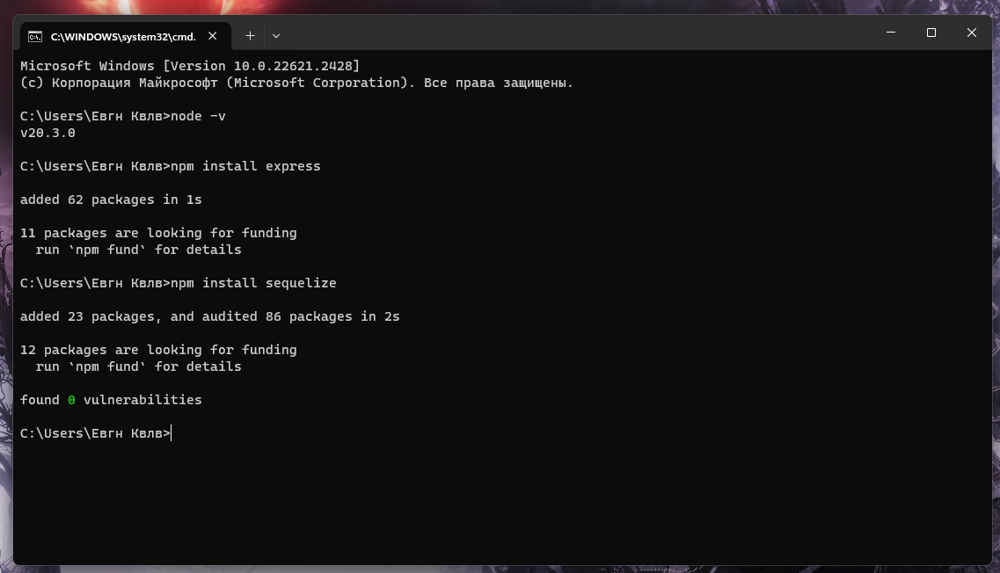 C:\WINDOWS\system32\cmd.
Microsoft Windows [Version 10.0.22621.2428]
(c) Корпорация Майкрософт (Microsoft Corporation). Все права защищены.
C:\Users\Евгн Квлв>node -v
v20.3.0
C:\Users\Евгн Квлв>npm install express
added 62 packages in 1s
11 packages are looking for funding
  run `npm fund` for details
C:\Users\Евгн Квлв>npm install sequelize
added 23 packages, and audited 86 packages in 2s
12 packages are looking for funding
  run `npm fund` for details
found 0 vulnerabilities
C:\Users\Евгн Квлв>